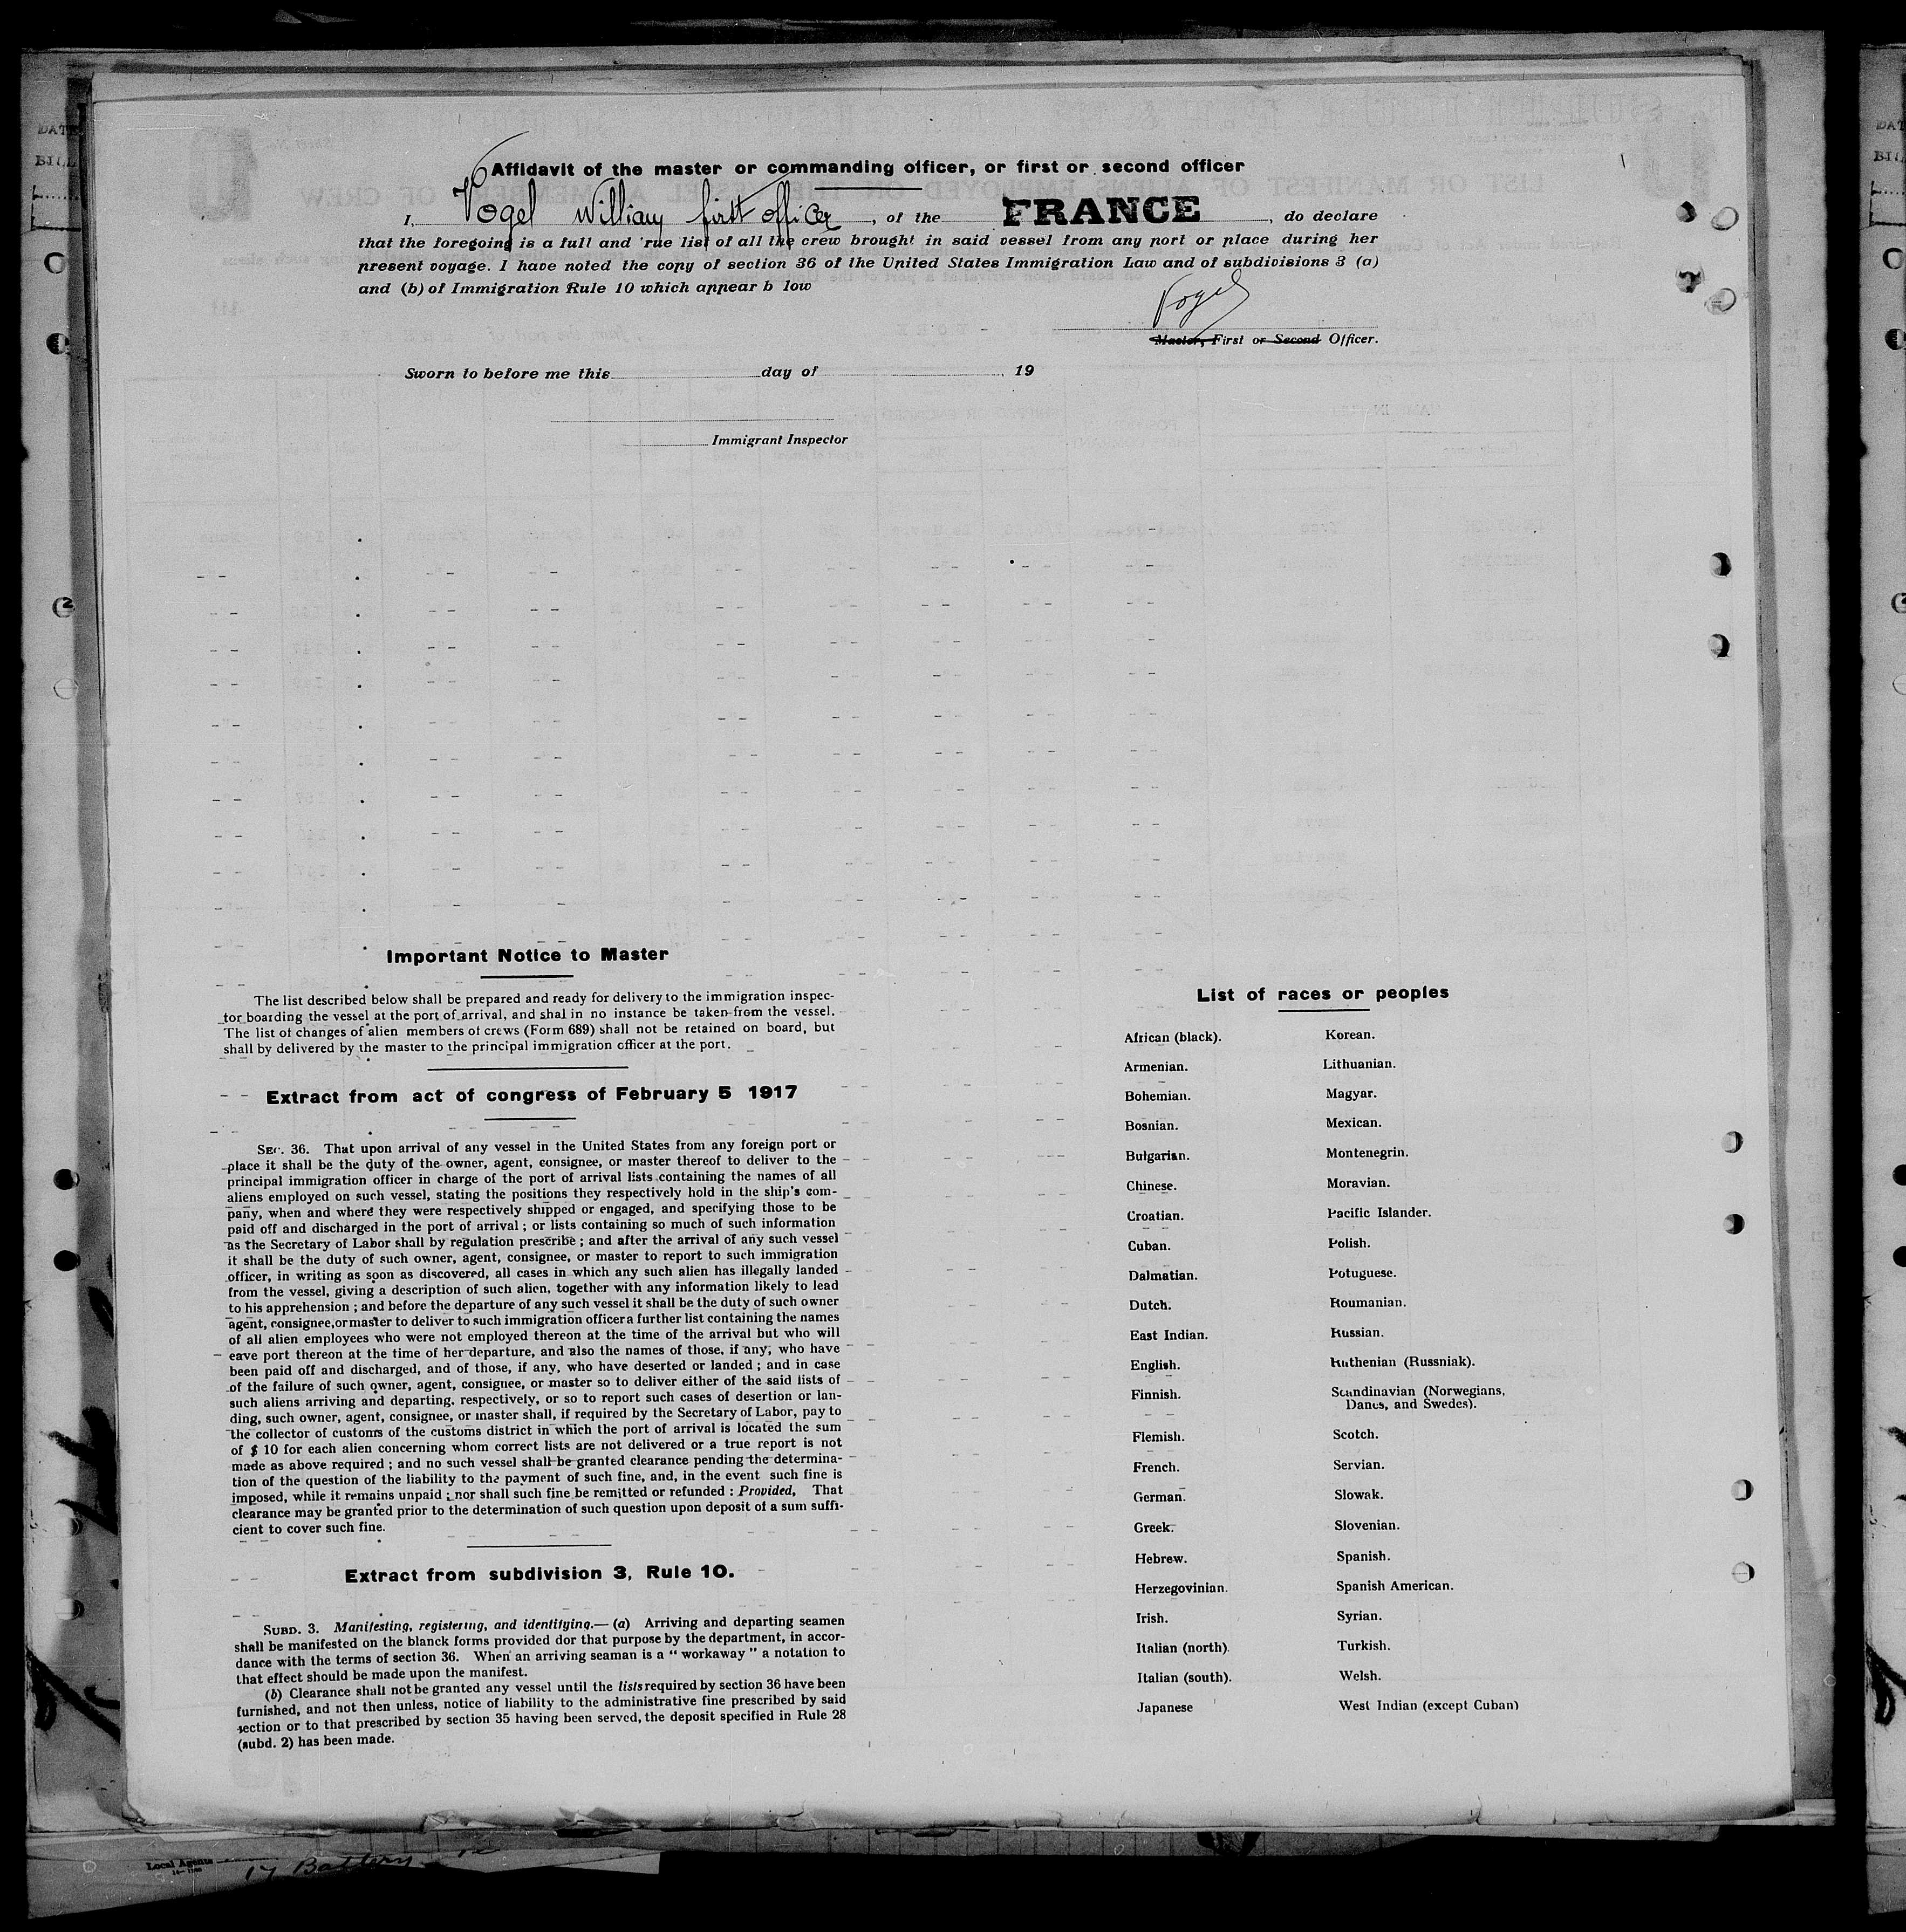 Affidavit of the master or commanding officer, or first or second officer
I, Vogel William first officer, of the FRANCE, do declare
that the foregoing is a full and 'rue list of all the crew brought in said vessel from any port or place during her
present voyage. I have noted the copy of section 36 of the United States Immigration Law and of subdivisions 3 (a)
and (b) of Immigration Rule 10 which appear b low
Vogel
Master, First or Second Officer.
Sworn to before me this day of 19
Immigrant Inspector
Important Notice to Master
The list described below shall be prepared and ready for delivery to the immigration inspec-
tor boarding the vessel at the port of arrival, and shal in no instance be taken from the vessel.
The list of changes of alien members of crews (Form 689) shall not be retained on board, but
shall by delivered by the master to the principal immigration officer at the port.
Extract from act of congress of February 5 1917
SEC. 36. That upon arrival of any vessel in the United States from any foreign port or
place it shall be the duty of the owner, agent, consignee, or master thereof to deliver to the
principal immigration officer in charge of the port of arrival lists containing the names of all
aliens employed on such vessel, stating the positions they respectively hold in the ship's com-
pany, when and where they were respectively shipped or engaged, and specifying those to be
paid off and discharged in the port of arrival ; or lists containing so much of such information
as the Secretary of Labor shall by regulation prescribe ; and after the arrival of any such vessel
it shall be the duty of such owner, agent, consignee, or master to report to such immigration
officer, in writing as soon as discovered, all cases in which any such alien has illegally landed
from the vessel, giving a description of such alien, together with any information likely to lead
to his apprehension ; and before the departure of any such vessel it shall be the duty of such owner
agent, consignee, or master to deliver to such immigration officer a further list containing the names
of all alien employees who were not employed thereon at the time of the arrival but who will
eave port thereon at the time of her departure, and also the names of those, if any, who have
been paid off and discharged, and of those, if any, who have deserted or landed ; and in case
of the failure of such owner, agent, consignee, or master so to deliver either of the said lists of
such aliens arriving and departing, respectively, or so to report such cases of desertion or lan-
ding, such owner, agent, consignee, or master shall, if required by the Secretary of Labor, pay to
the collector of customs of the customs district in which the port of arrival is located the sum
of $ 10 for each alien concerning whom correct lists are not delivered or a true report is not
made as above required ; and no such vessel shall be granted clearance pending the determina-
tion of the question of the liability to the payment of such fine, and, in the event such fine is
imposed, while it remains unpaid ; nor shall such fine be remitted or refunded : Provided, That
clearance may be granted prior to the determination of such question upon deposit of a sum suffi-
cient to cover such fine.
Extract from subdivision 3, Rule 10.
SUBD. 3. Manifesting, registering, and identifying.— (a) Arriving and departing seamen
shall be manifested on the blanck forms provided dor that purpose by the department, in accor-
dance with the terms of section 36. When an arriving seaman is a " workaway " a notation to
that effect should be made upon the manifest.
(b) Clearance shall not be granted any vessel until the lists required by section 36 have been
furnished, and not then unless, notice of liability to the administrative fine prescribed by said
section or to that prescribed by section 35 having been served, the deposit specified in Rule 28
(subd. 2) has been made.
List of races or peoples
African (black).
Armenian.
Bohemian.
Bosnian.
Bulgarian.
Chinese.
Croatian.
Cuban.
Dalmatian.
Dutch.
East Indian.
English.
Finnish.
Flemish.
French.
German.
Greek.
Hebrew.
Herzegovinian.
Irish.
Italian (north).
Italian (south).
Japanese
Korean.
Lithuanian.
Magyar.
Mexican.
Montenegrin.
Moravian.
Pacific Islander.
Polish.
Potuguese.
Roumanian.
Russian.
Ruthenian (Russniak).
Scandinavian (Norwegians,
Danes, and Swedes).
Scotch.
Servian.
Slowak.
Slovenian.
Spanish.
Spanish American.
Syrian.
Turkish.
Welsh.
West Indian (except Cuban)
Local Agents
17 Battery